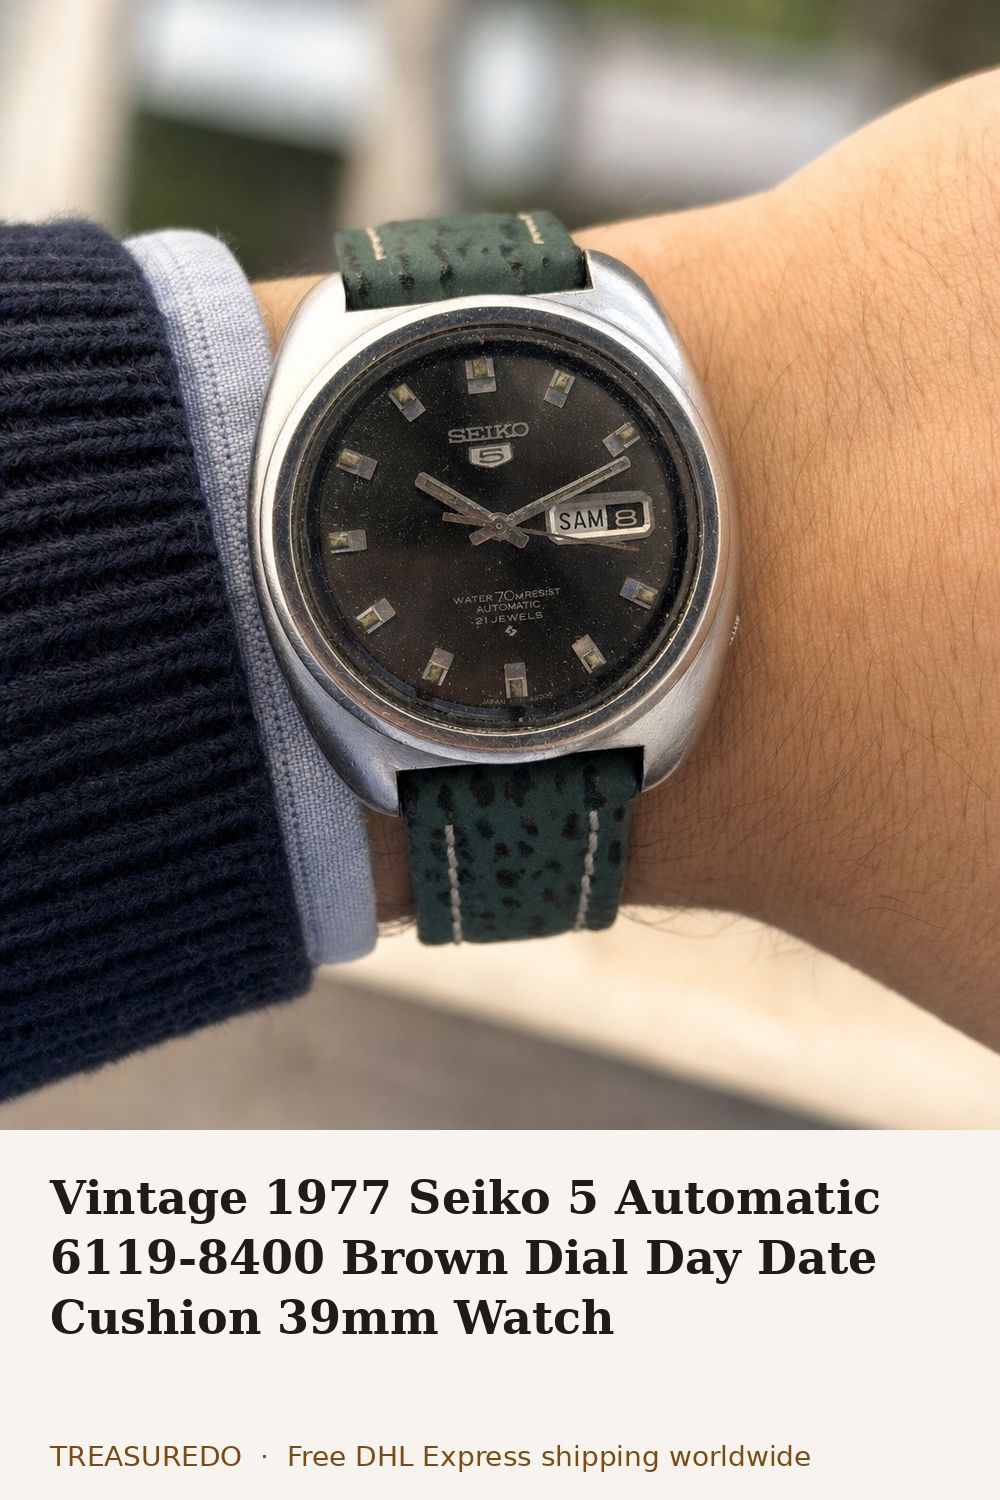 SEIKO
5
SAM 8
WATER 70M RESIST
AUTOMATIC
21 JEWELS
Vintage 1977 Seiko 5 Automatic
6119-8400 Brown Dial Day Date
Cushion 39mm Watch
TREASUREDO · Free DHL Express shipping worldwide